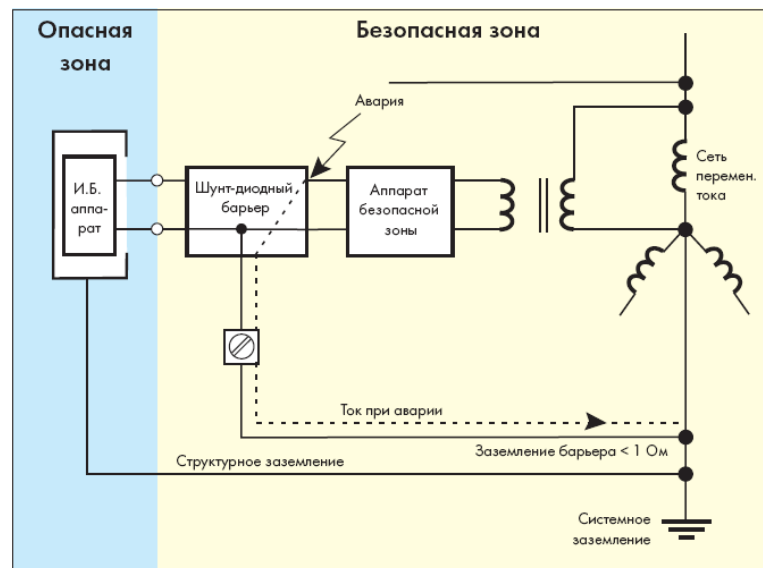 Опасная
зона
Безопасная зона
Авария
И.Б.
аппа-
рат
Шунт-диодный
барьер
Аппарат
безопасной
зоны
Сеть
перемен.
тока
Ток при аварии
Заземление барьера < 1 Ом
Структурное заземление
Системное
заземление